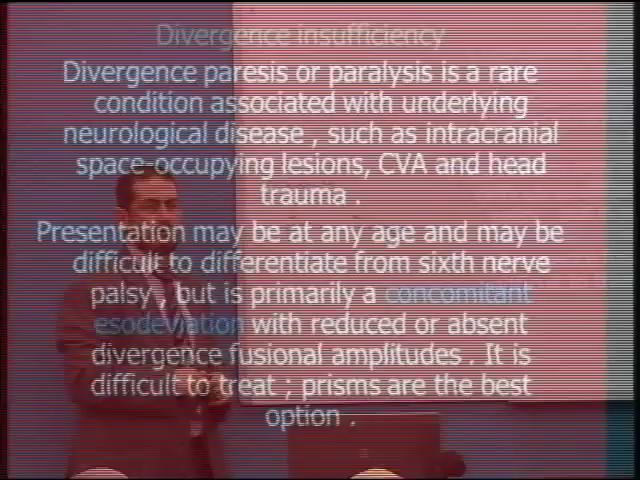 Divergence insufficiency
Divergence paresis or paralysis is a rare
condition associated with underlying
neurological disease , such as intracranial
space-occupying lesions, CVA and head
trauma .
Presentation may be at any age and may be
difficult to differentiate from sixth nerve
palsy , but is primarily a concomitant
esodeviation with reduced or absent
divergence fusional amplitudes . It is
difficult to treat ; prisms are the best
option .